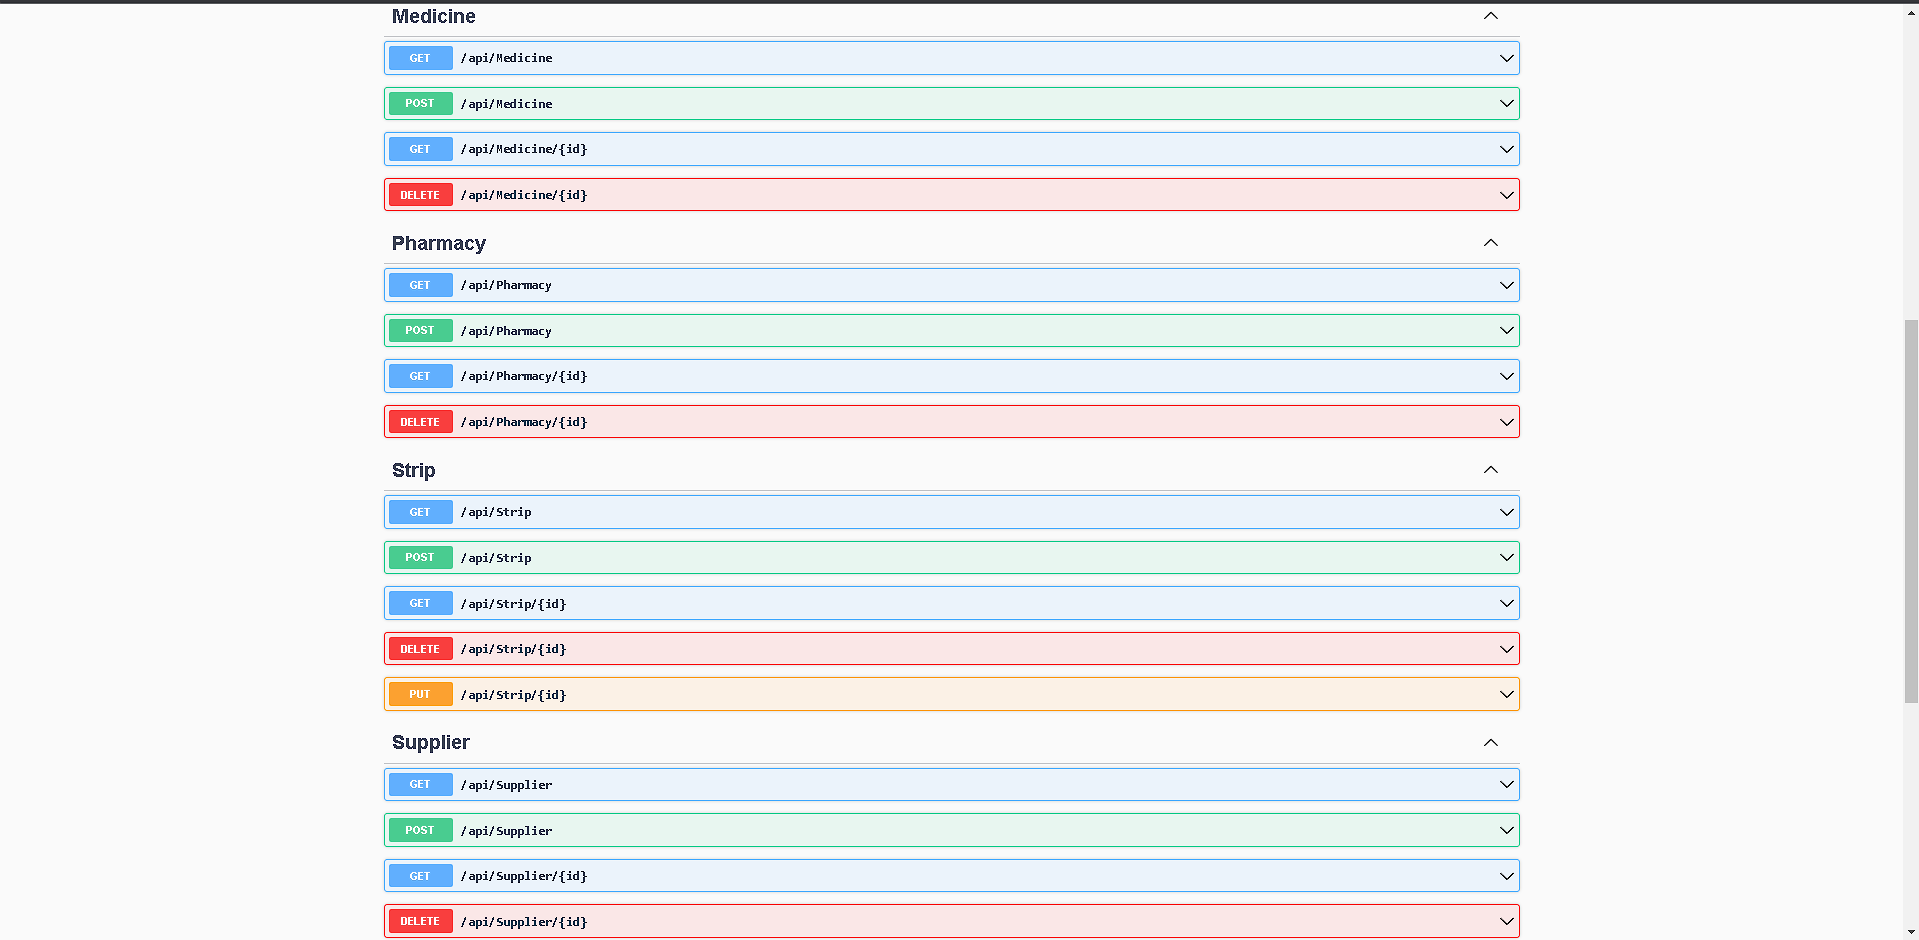 Medicine
GET /api/Medicine
POST /api/Medicine
GET /api/Medicine/{id}
DELETE /api/Medicine/{id}
Pharmacy
GET /api/Pharmacy
POST /api/Pharmacy
GET /api/Pharmacy/{id}
DELETE /api/Pharmacy/{id}
Strip
GET /api/Strip
POST /api/Strip
GET /api/Strip/{id}
DELETE /api/Strip/{id}
PUT /api/Strip/{id}
Supplier
GET /api/Supplier
POST /api/Supplier
GET /api/Supplier/{id}
DELETE /api/Supplier/{id}